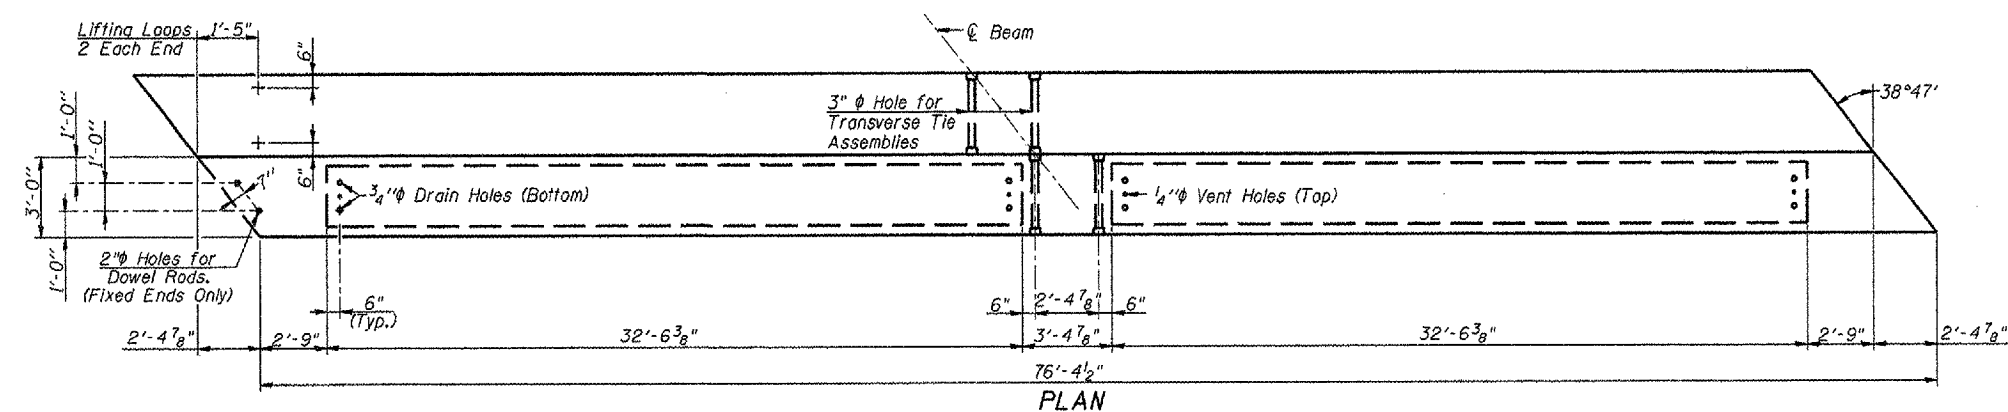 Lifting Loops
2 Each End
1'-5"
6"
℄ Beam
3" ϕ Hole for
Transverse Tie
Assemblies
38°47'
1'-0"
1'-0"
6"
3'-0"
1'-0"
7"
3/4"ϕ Drain Holes (Bottom)
1/4"ϕ Vent Holes (Top)
2"ϕ Holes for
Dowel Rods.
(Fixed Ends Only)
6"
(Typ.)
6"
2'-4 7/8"
6"
2'-4 7/8"
2'-9"
32'-6 3/8"
3'-4 7/8"
32'-6 3/8"
2'-9"
2'-4 7/8"
76'-4 1/2"
PLAN